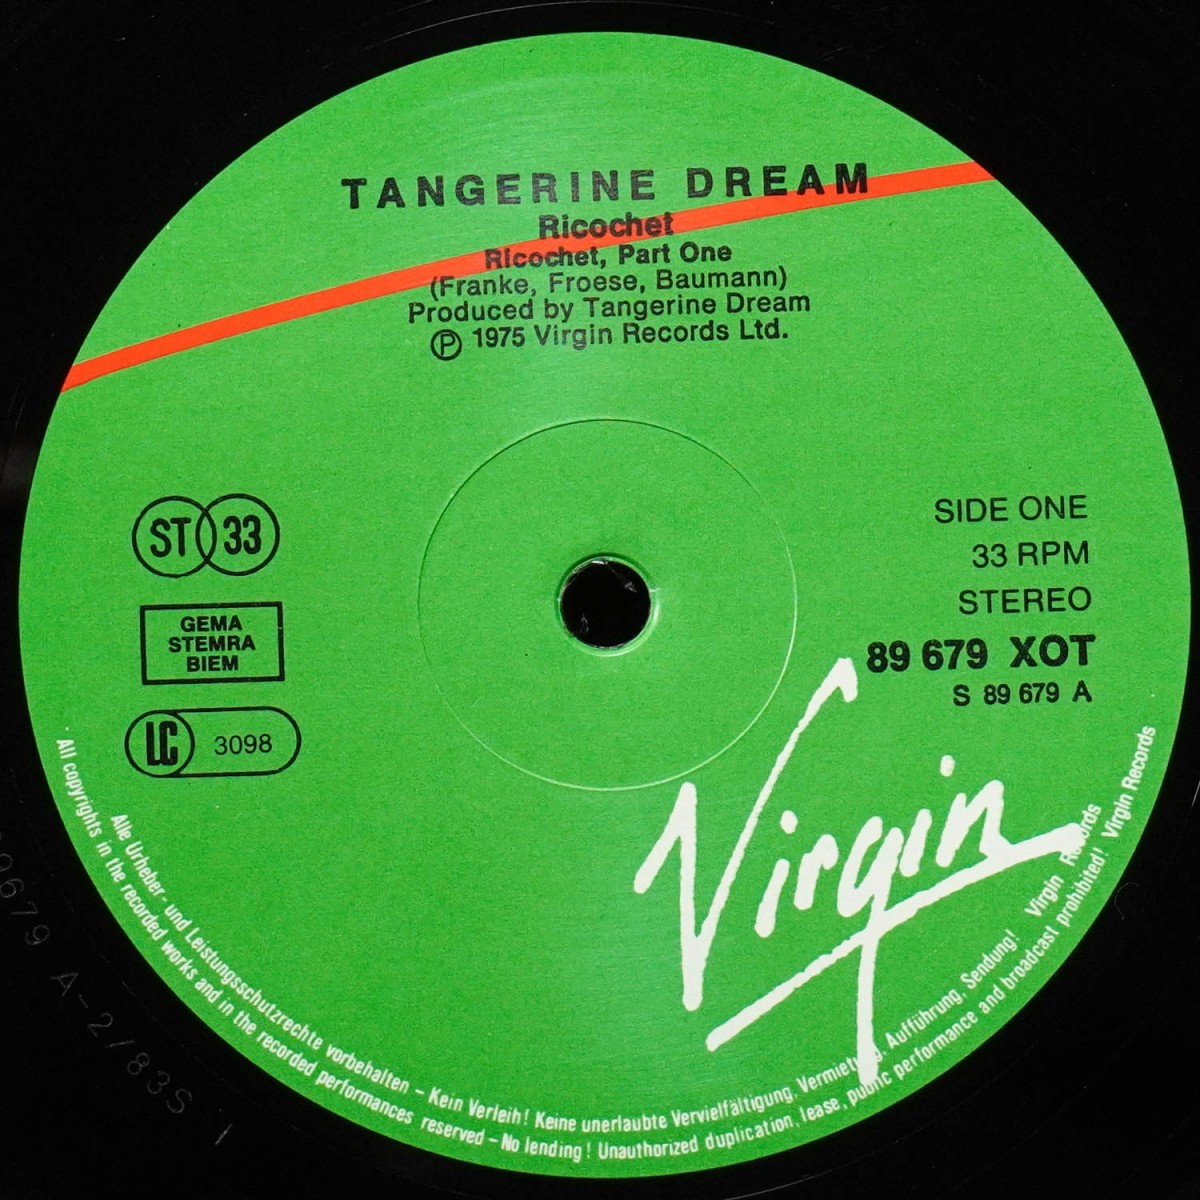 TANGERINE DREAM
Ricochet
Ricochet, Part One
(Franke, Froese, Baumann)
Produced by Tangerine Dream
Ⓟ 1975 Virgin Records Ltd.
ST 33
GEMA
STEMRA
BIEM
LC 3098
SIDE ONE
33 RPM
STEREO
89 679 XOT
S 89 679 A
Virgin
Alle Urheber- und Leistungsschutzrechte vorbehalten – Kein Verleih! Keine unerlaubte Vervielfältigung, Vermietung, Aufführung, Sendung! Virgin Records
· All copyrights in the recorded works and in the recorded performances reserved – No lending! Unauthorized duplication, lease, public performance and broadcast prohibited! Virgin Records
9679 A-2/83S